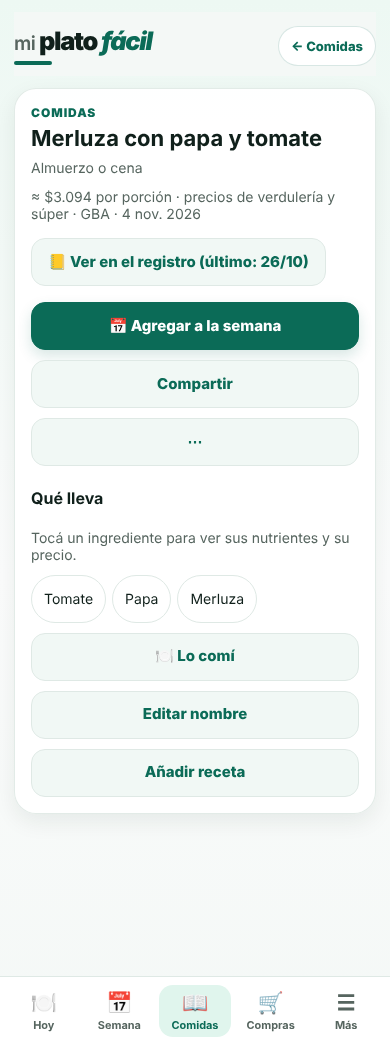 mi plato fácil
← Comidas
COMIDAS
Merluza con papa y tomate
Almuerzo o cena
≈ $3.094 por porción · precios de verdulería y
súper · GBA · 4 nov. 2026
📒 Ver en el registro (último: 26/10)
📅 Agregar a la semana
Compartir
...
Qué lleva
Tocá un ingrediente para ver sus nutrientes y su
precio.
Tomate Papa Merluza
🍽️ Lo comí
Editar nombre
Añadir receta
Hoy Semana Comidas Compras Más